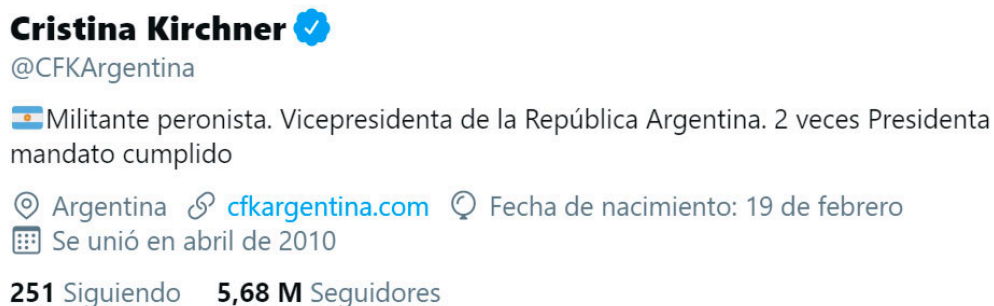 Cristina Kirchner
@CFKArgentina
🇦🇷Militante peronista. Vicepresidenta de la República Argentina. 2 veces Presidenta
mandato cumplido
Argentina cfkargentina.com Fecha de nacimiento: 19 de febrero
Se unió en abril de 2010
251 Siguiendo 5,68 M Seguidores